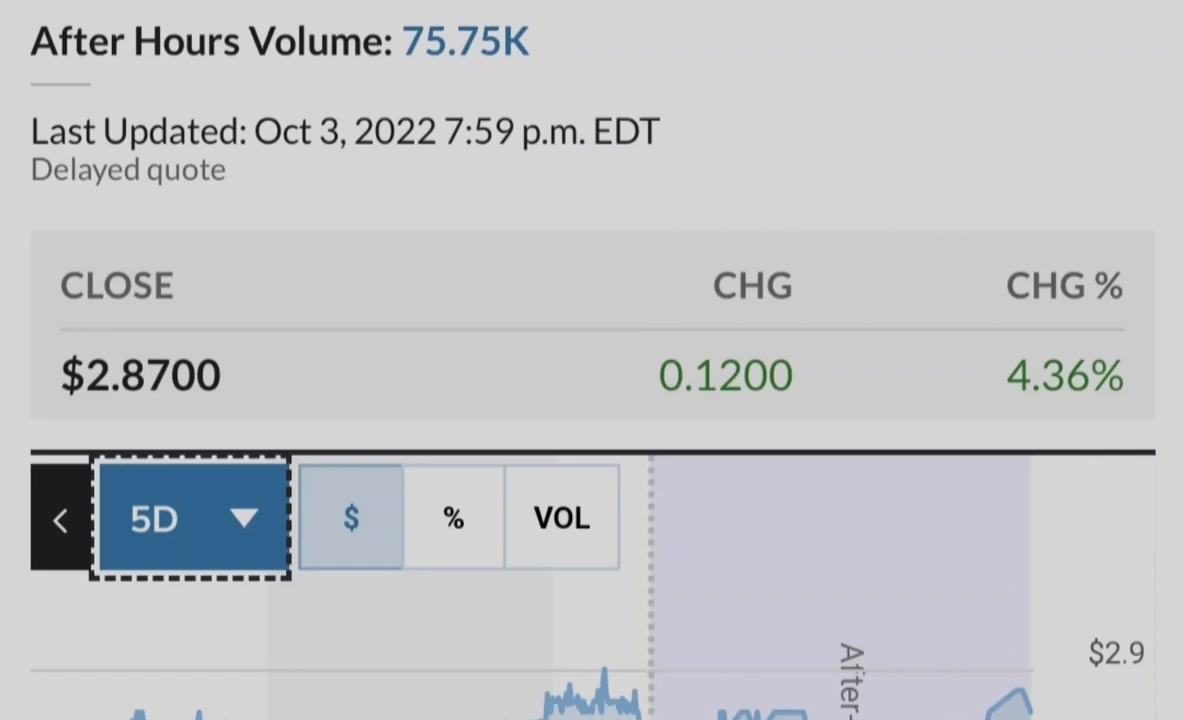 After Hours Volume: 75.75K
Last Updated: Oct 3, 2022 7:59 p.m. EDT
Delayed quote
CLOSE CHG CHG %
$2.8700 0.1200 4.36%
5D $ % VOL
$2.9
After-